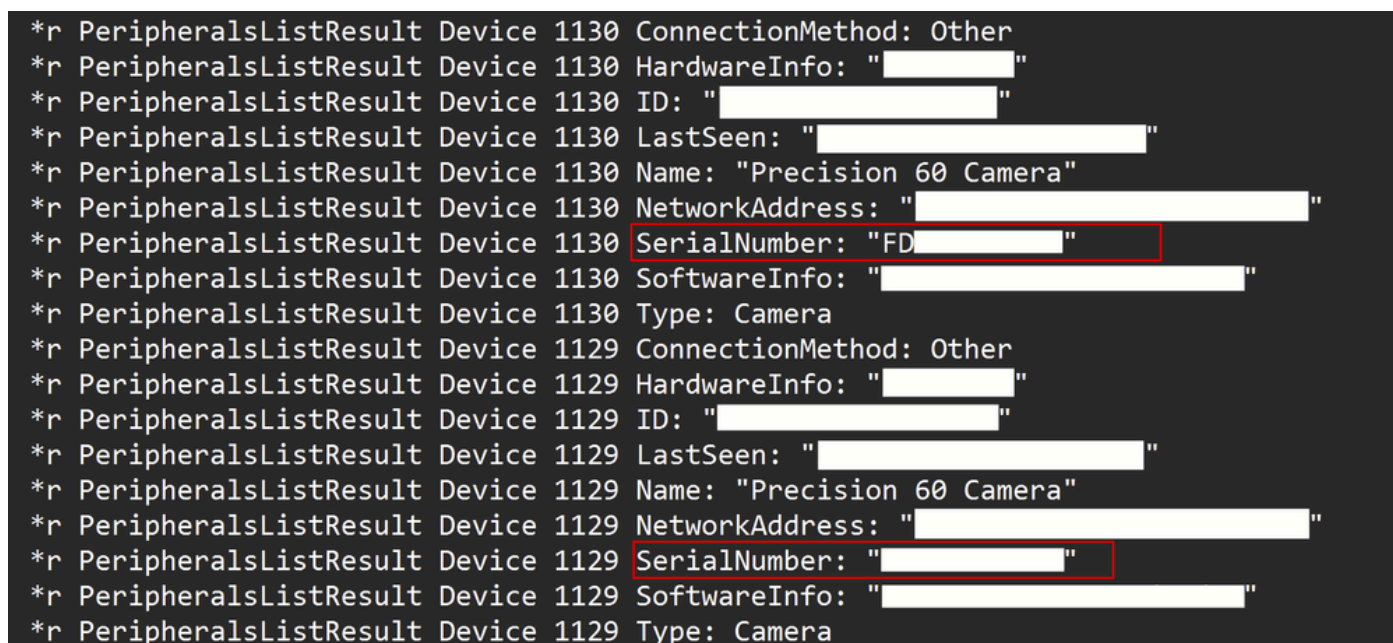 *r PeripheralsListResult Device 1130 ConnectionMethod: Other
*r PeripheralsListResult Device 1130 HardwareInfo: " "
*r PeripheralsListResult Device 1130 ID: " "
*r PeripheralsListResult Device 1130 LastSeen: " "
*r PeripheralsListResult Device 1130 Name: "Precision 60 Camera"
*r PeripheralsListResult Device 1130 NetworkAddress: " "
*r PeripheralsListResult Device 1130 SerialNumber: "FD "
*r PeripheralsListResult Device 1130 SoftwareInfo: " "
*r PeripheralsListResult Device 1130 Type: Camera
*r PeripheralsListResult Device 1129 ConnectionMethod: Other
*r PeripheralsListResult Device 1129 HardwareInfo: " "
*r PeripheralsListResult Device 1129 ID: " "
*r PeripheralsListResult Device 1129 LastSeen: " "
*r PeripheralsListResult Device 1129 Name: "Precision 60 Camera"
*r PeripheralsListResult Device 1129 NetworkAddress: " "
*r PeripheralsListResult Device 1129 SerialNumber: " "
*r PeripheralsListResult Device 1129 SoftwareInfo: " "
*r PeripheralsListResult Device 1129 Type: Camera